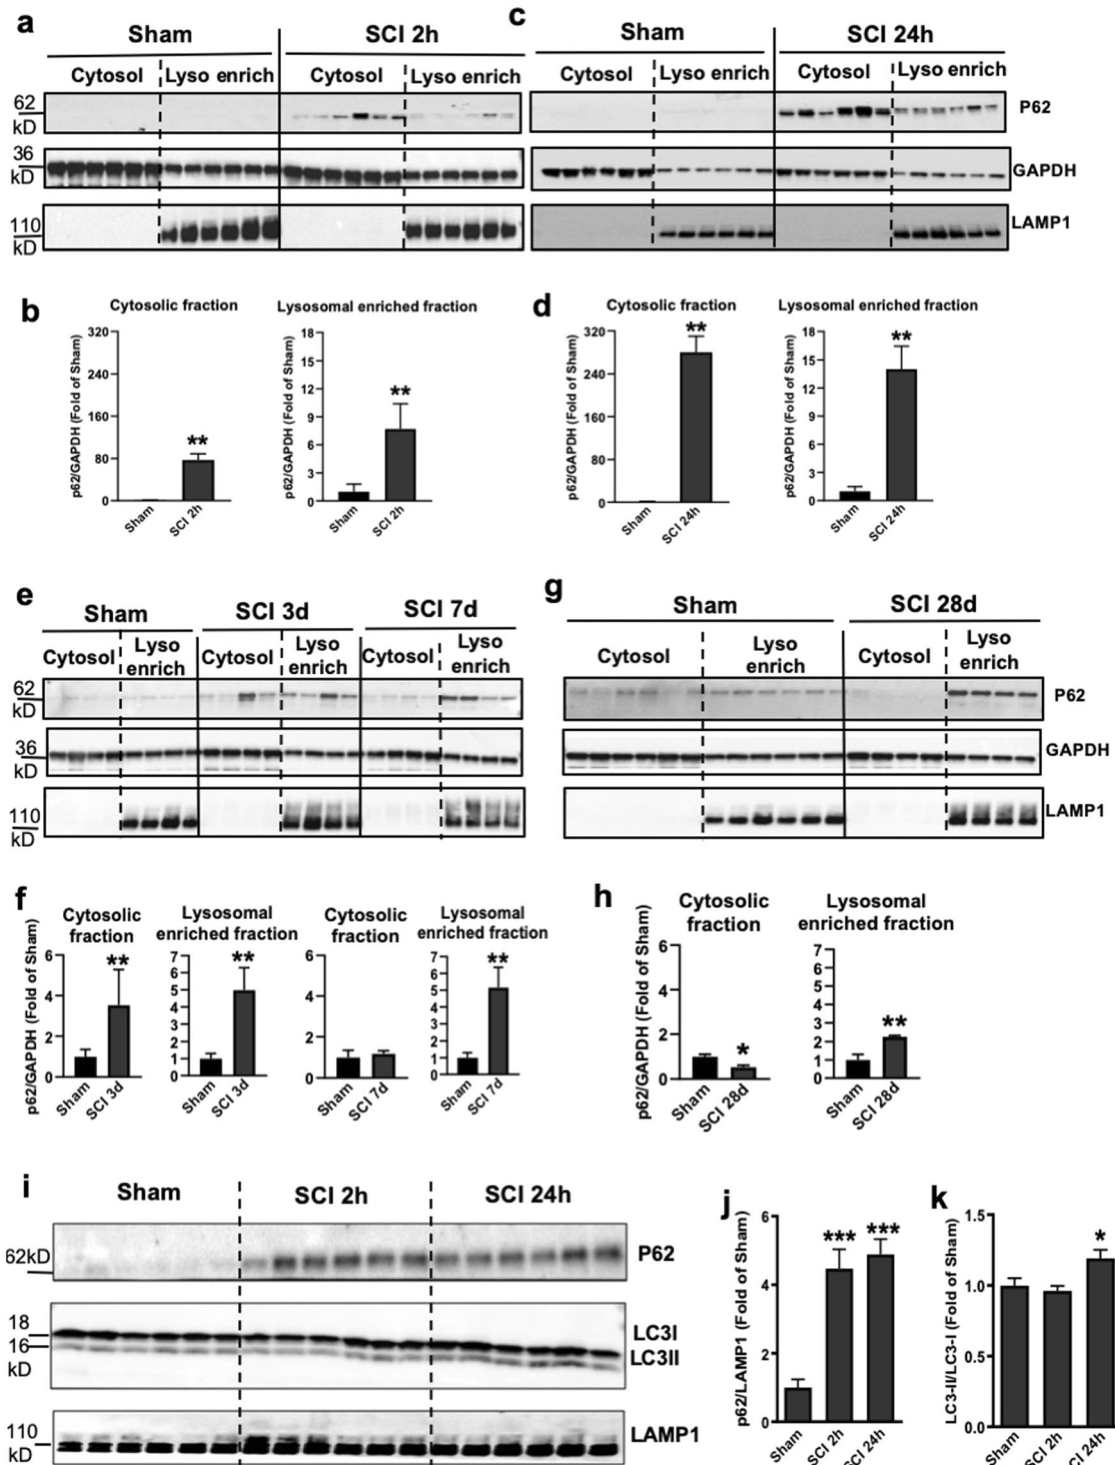 a
Sham
SCI 2h
Cytosol
Lyso enrich
Cytosol
Lyso enrich
62
kD
36
kD
110
kD
c
Sham
SCI 24h
Cytosol
Lyso enrich
Cytosol
Lyso enrich
P62
GAPDH
LAMP1
b
Cytosolic fraction
p62/GAPDH (Fold of Sham)
320
240
160
80
0
**
Sham
SCI 2h
Lysosomal enriched fraction
p62/GAPDH (Fold of Sham)
18
15
12
9
6
3
0
**
Sham
SCI 2h
d
Cytosolic fraction
p62/GAPDH (Fold of Sham)
320
240
160
80
0
**
Sham
SCI 24h
Lysosomal enriched fraction
p62/GAPDH (Fold of Sham)
18
15
12
9
6
3
0
**
Sham
SCI 24h
e
Sham
SCI 3d
SCI 7d
Cytosol
Lyso
enrich
Cytosol
Lyso
enrich
Cytosol
Lyso
enrich
62
kD
36
kD
110
kD
g
Sham
SCI 28d
Cytosol
Lyso
enrich
Cytosol
Lyso
enrich
P62
GAPDH
LAMP1
f
Cytosolic
fraction
p62/GAPDH (Fold of Sham)
6
4
2
0
**
Sham
SCI 3d
Lysosomal
enriched fraction
7
6
5
4
3
2
1
0
**
Sham
SCI 3d
Cytosolic
fraction
6
4
2
0
Sham
SCI 7d
Lysosomal
enriched fraction
7
6
5
4
3
2
1
0
**
Sham
SCI 7d
h
Cytosolic
fraction
p62/GAPDH (Fold of Sham)
6
4
2
0
*
Sham
SCI 28d
Lysosomal
enriched fraction
7
6
5
4
3
2
1
0
**
Sham
SCI 28d
i
Sham
SCI 2h
SCI 24h
62kD
P62
18
16
kD
LC3I
LC3II
110
kD
LAMP1
j
p62/LAMP1 (Fold of Sham)
6
4
2
0
***
***
Sham
SCI 2h
SCI 24h
k
LC3-II/LC3-I (Fold of Sham)
1.5
1.0
0.5
0.0
*
Sham
SCI 2h
SCI 24h